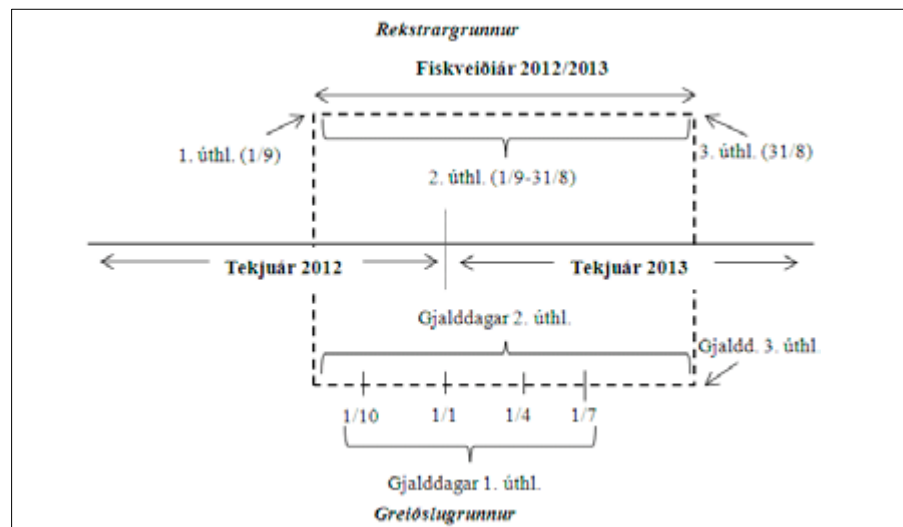 Rekstrargrunnur
Fiskveiðiár 2012/2013
1. úthl. (1/9)
3. úthl. (31/8)
2. úthl. (1/9-31/8)
Tekjuár 2012
Tekjuár 2013
Gjalddagar 2. úthl.
Gjaldd. 3. úthl.
1/10
1/1
1/4
1/7
Gjalddagar 1. úthl.
Greiðslugrunnur